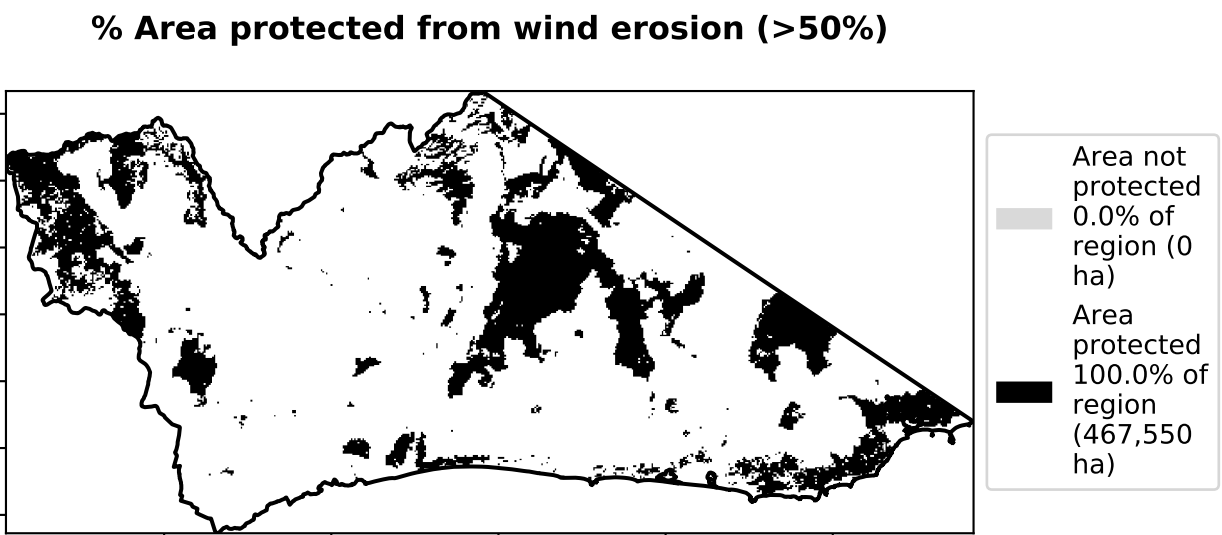 % Area protected from wind erosion (>50%)
Area not
protected
0.0% of
region (0
ha)
Area
protected
100.0% of
region
(467,550
ha)